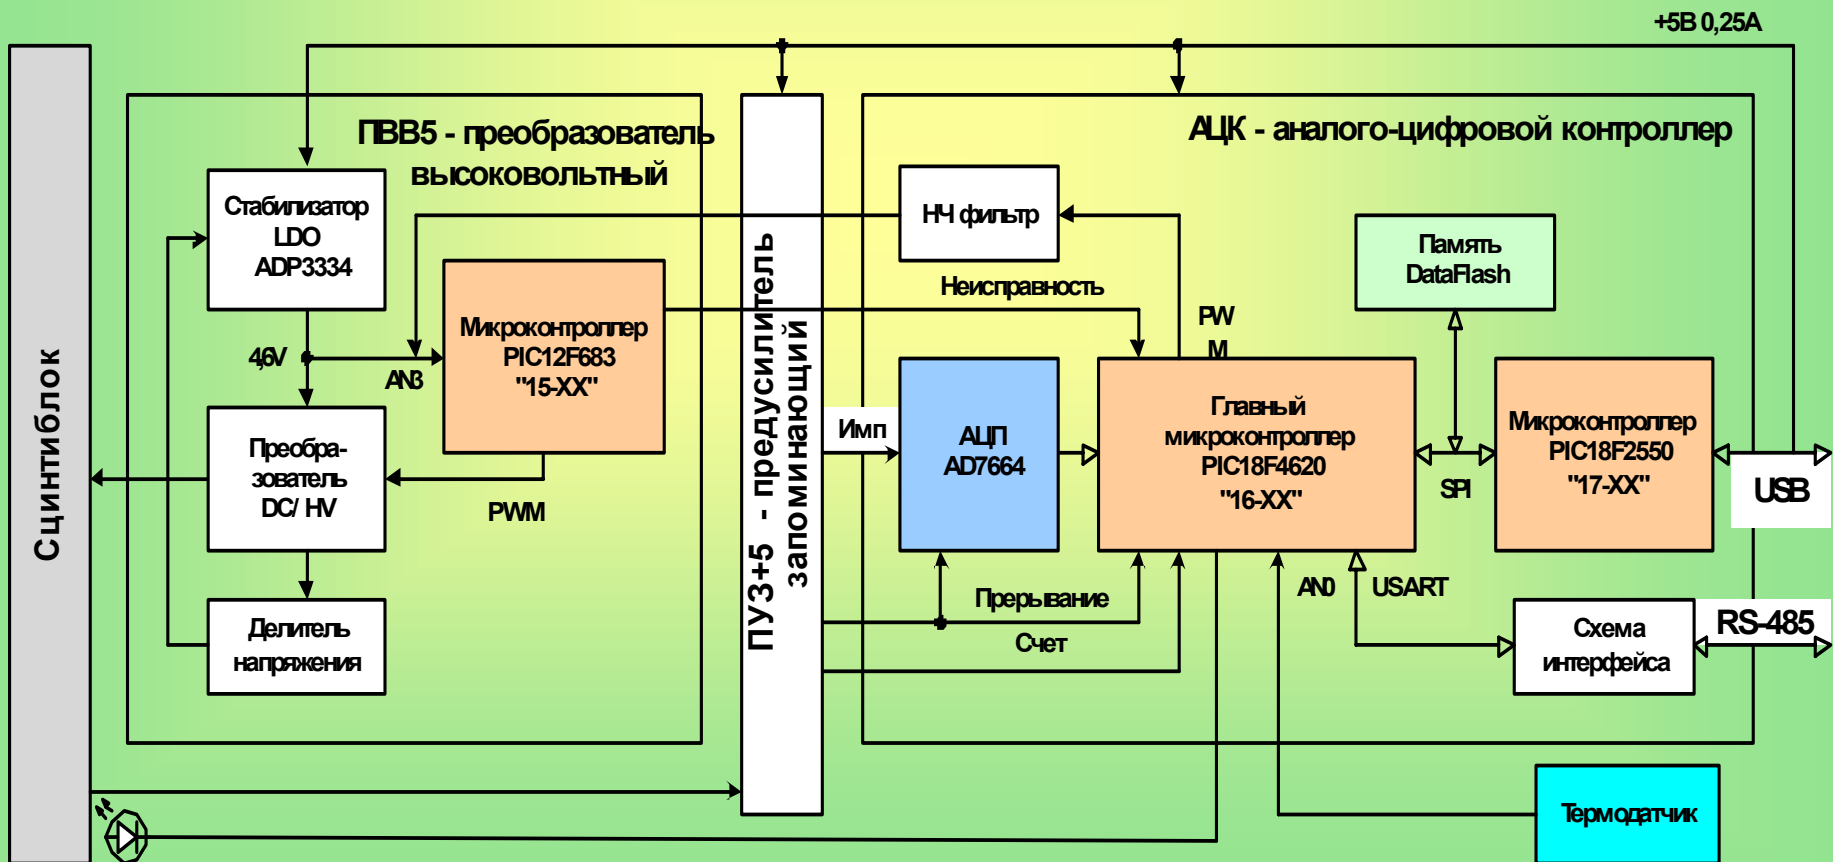 +5В 0,25А
ПВВ5 - преобразователь
высоковольтный
АЦК - аналого-цифровой контроллер
Стабилизатор
LDO
ADP3334
НЧ фильтр
Память
DataFlash
Неисправность
Микроконтроллер
PIC12F683
"15-XX"
4,6V
AN3
PW
M
Сцинтиблок
ПУЗ+5 - предусилитель
запоминающий
Преобра-
зователь
DC/ HV
PWM
Имп
АЦП
AD7664
Главный
микроконтроллер
PIC18F4620
"16-XX"
SPI
Микроконтроллер
PIC18F2550
"17-XX"
USB
Делитель
напряжения
Прерывание
Счет
AN0
USART
Схема
интерфейса
RS-485
Термодатчик